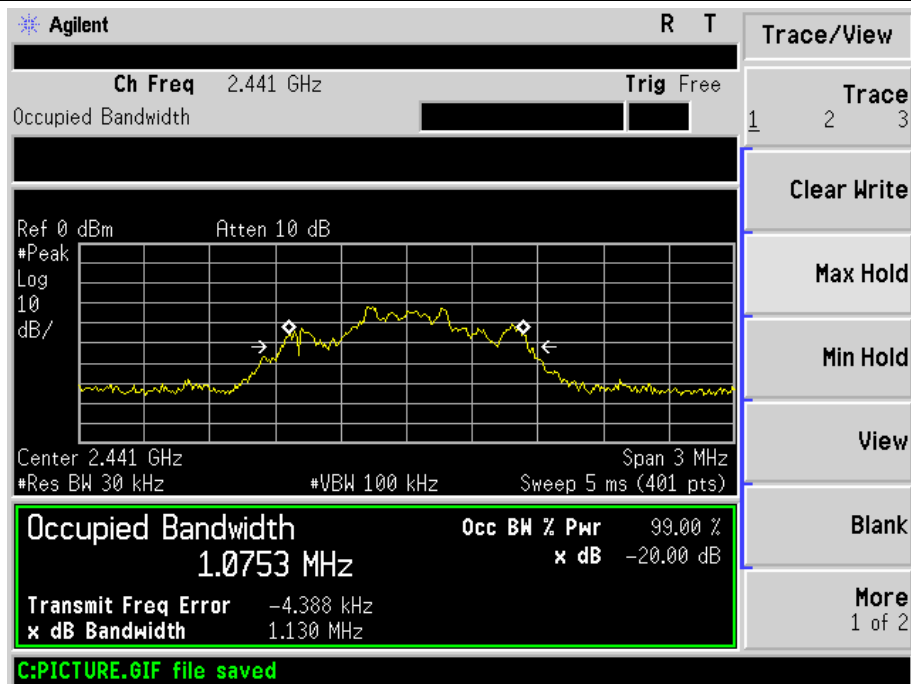 Agilent R T
Trace/View
Ch Freq 2.441 GHz Trig Free
Occupied Bandwidth
Trace
1 2 3
Clear Write
Max Hold
Min Hold
View
Blank
More
1 of 2
Ref 0 dBm Atten 10 dB
#Peak
Log
10
dB/
Center 2.441 GHz Span 3 MHz
#Res BW 30 kHz #VBW 100 kHz Sweep 5 ms (401 pts)
Occupied Bandwidth Occ BW % Pwr 99.00 %
1.0753 MHz x dB -20.00 dB
Transmit Freq Error -4.388 kHz
x dB Bandwidth 1.130 MHz
C:PICTURE.GIF file saved